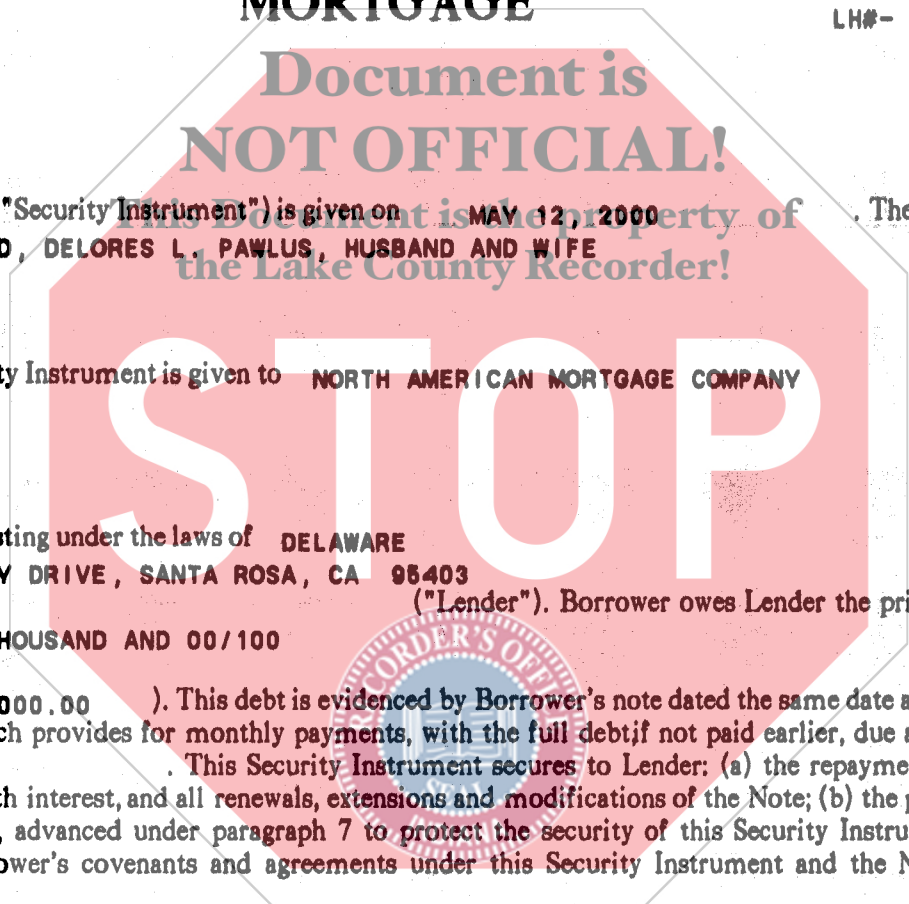 MORTGAGE
LH#-
Document is
NOT OFFICIAL!
"Security Instrument") is given on MAY 12, 2000 . The
This Document is the property of
D, DELORES L. PAWLUS, HUSBAND AND WIFE
the Lake County Recorder!
ty Instrument is given to NORTH AMERICAN MORTGAGE COMPANY
STOP
sting under the laws of DELAWARE
Y DRIVE, SANTA ROSA, CA 95403
("Lender"). Borrower owes Lender the pri
HOUSAND AND 00/100
RECORDER'S OFFICE
000.00 ). This debt is evidenced by Borrower's note dated the same date a
ch provides for monthly payments, with the full debt,if not paid earlier, due a
. This Security Instrument secures to Lender: (a) the repayme
th interest, and all renewals, extensions and modifications of the Note; (b) the p
SEAL
, advanced under paragraph 7 to protect the security of this Security Instru
ower's covenants and agreements under this Security Instrument and the N